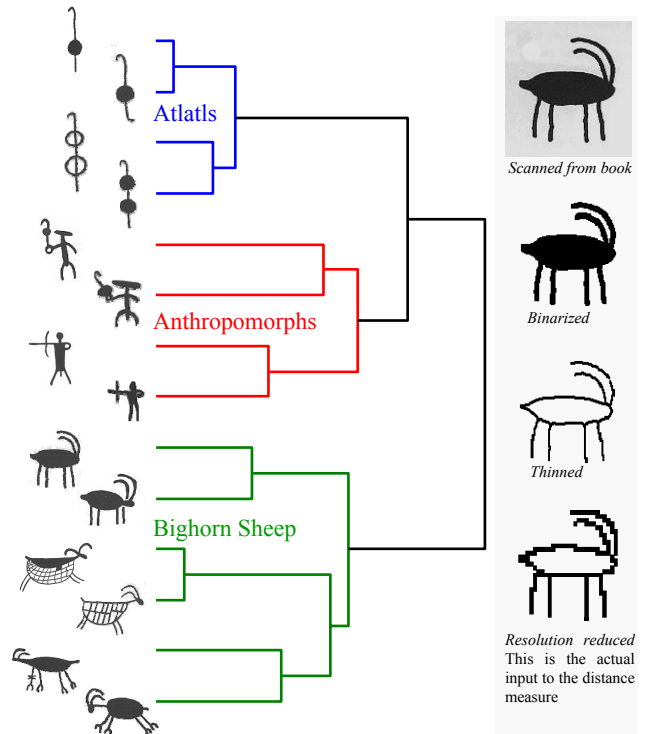 Atlatls
Anthropomorphs
Bighorn Sheep
Scanned from book
Binarized
Thinned
Resolution reduced
This is the actual
input to the distance
measure